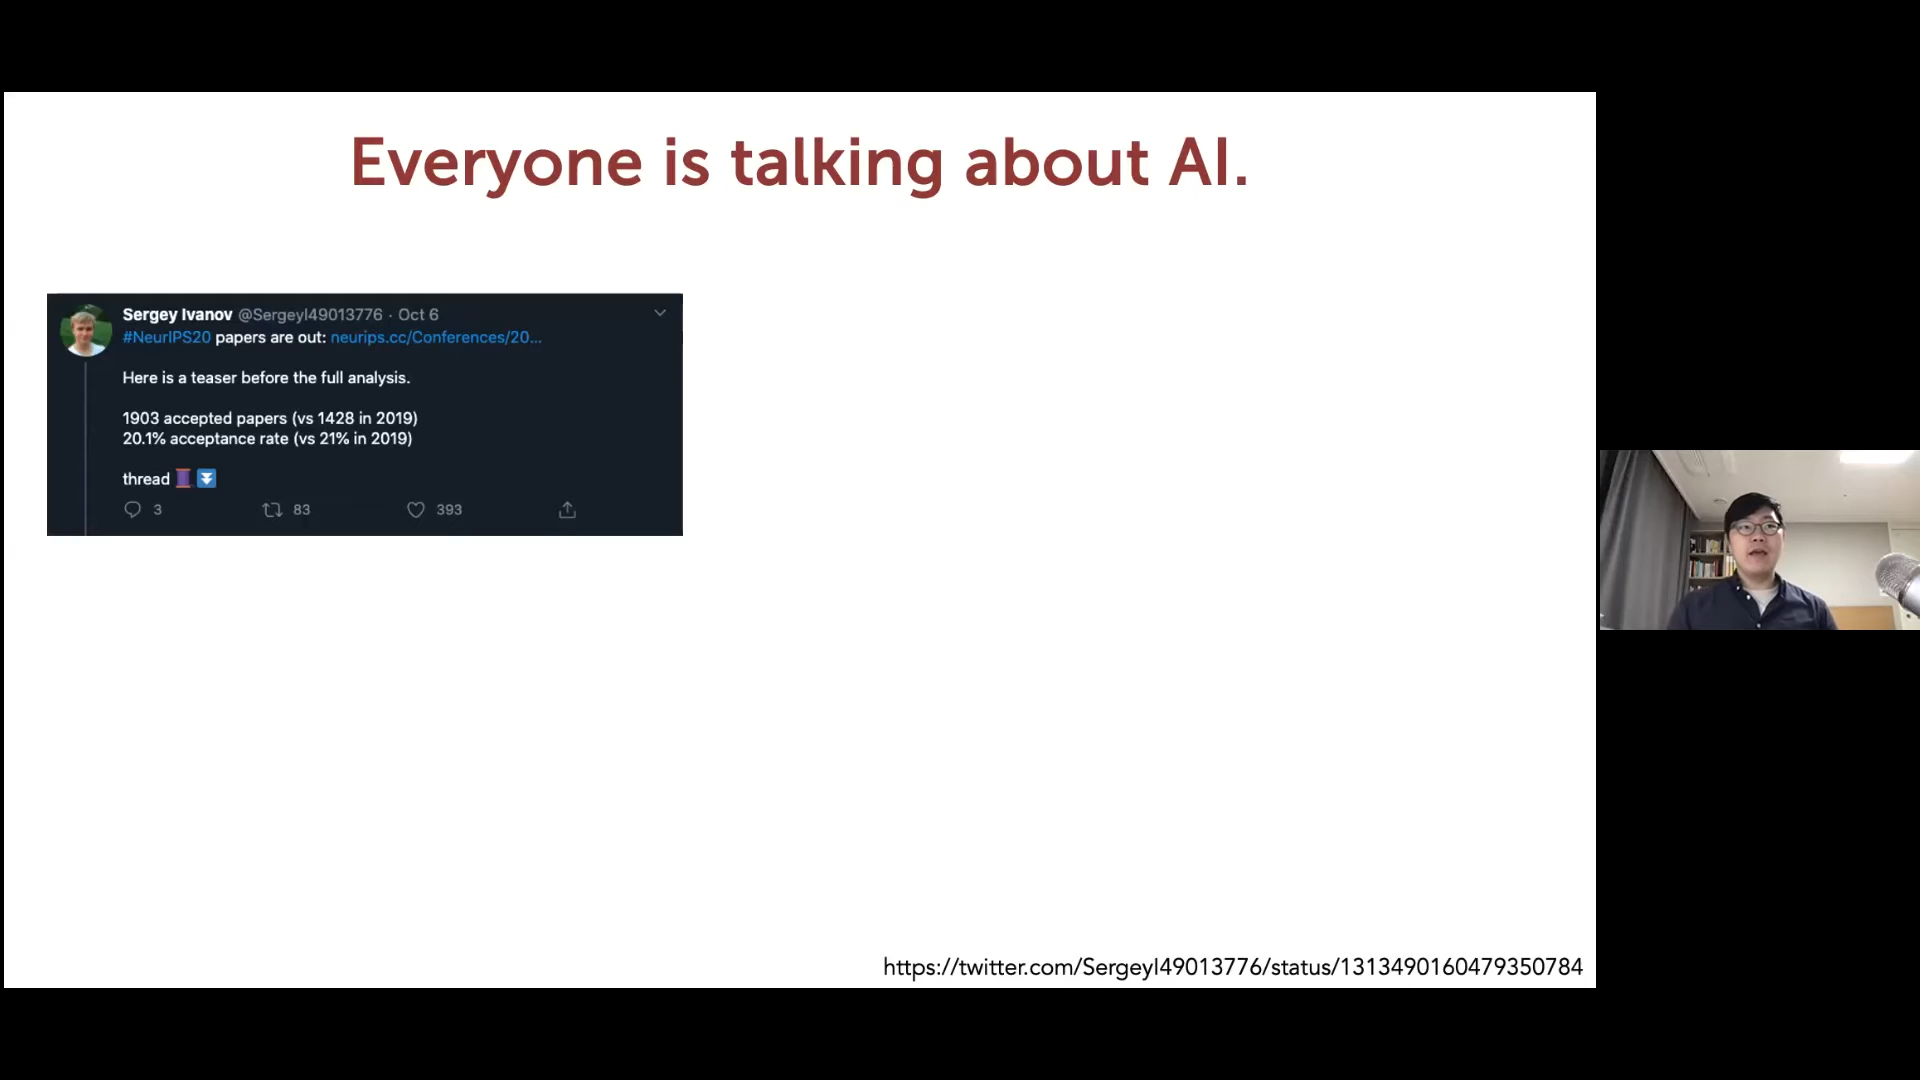 Everyone is talking about AI.
Sergey Ivanov @SergeyI49013776 · Oct 6
#NeurIPS20 papers are out: neurips.cc/Conferences/20...
Here is a teaser before the full analysis.
1903 accepted papers (vs 1428 in 2019)
20.1% acceptance rate (vs 21% in 2019)
thread 🧵⏬
3 83 393
https://twitter.com/SergeyI49013776/status/1313490160479350784